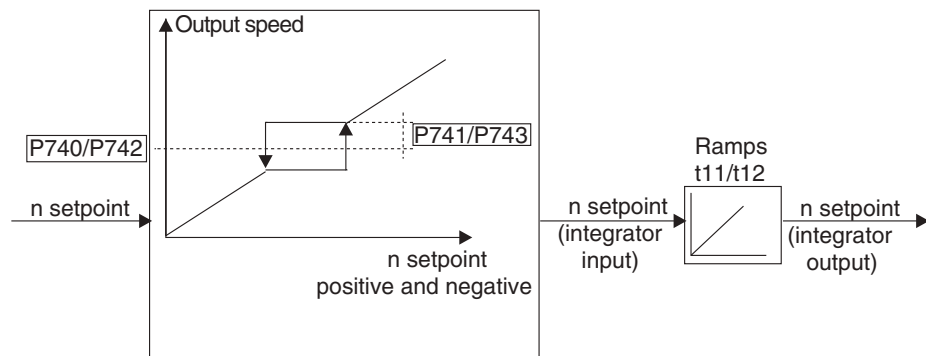 Output speed
P740/P742
P741/P743
n setpoint
n setpoint
positive and negative
n setpoint
(integrator
input)
Ramps
t11/t12
n setpoint
(integrator
output)